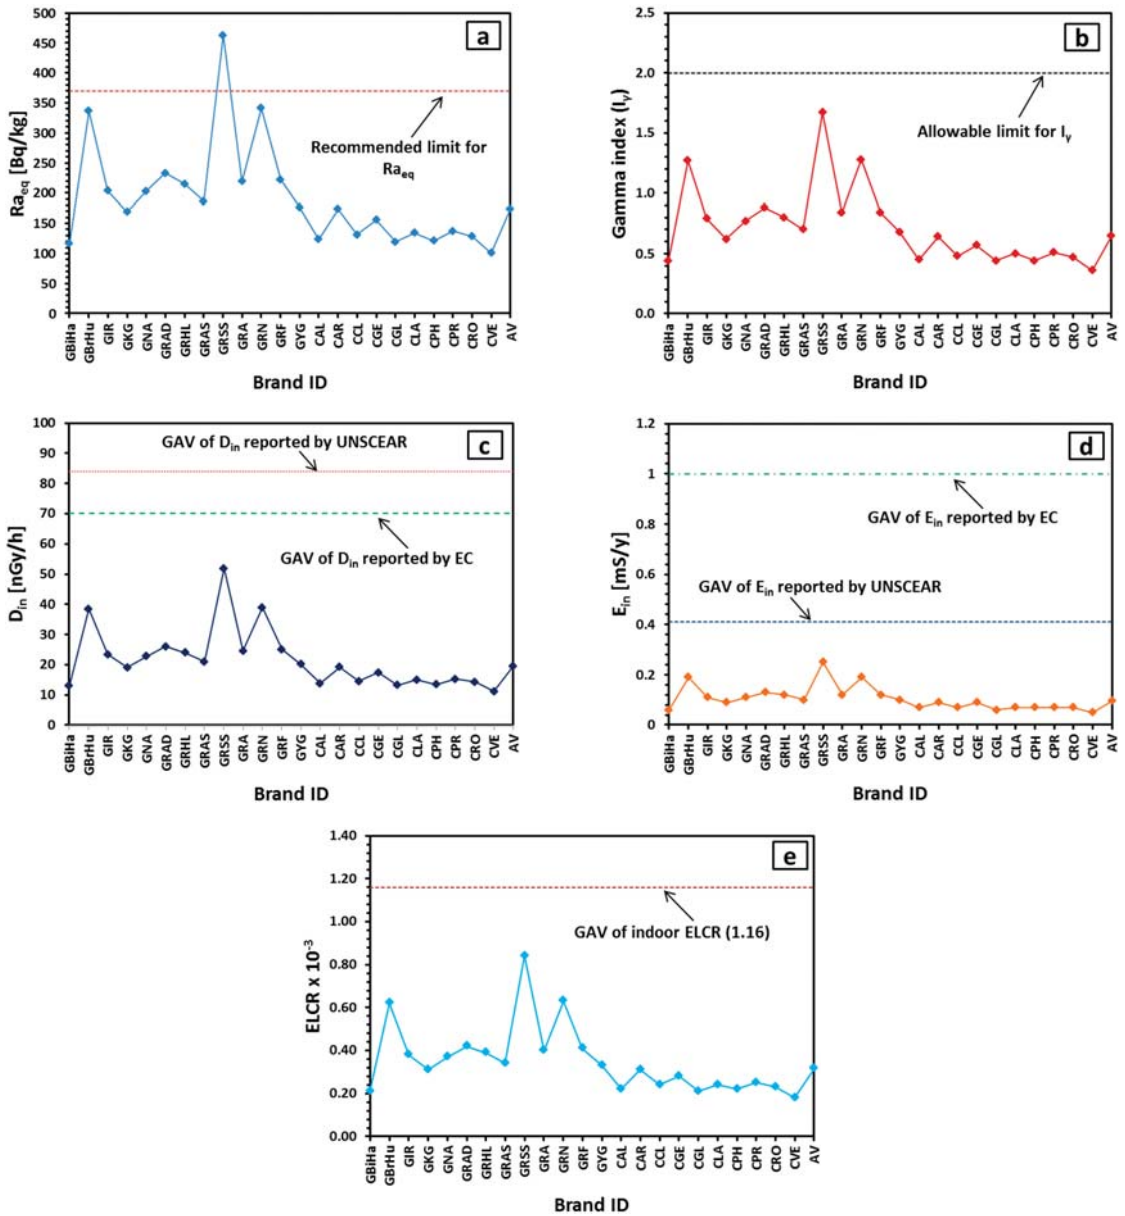 a
500
450
400
350
300
250
200
150
100
50
0
Ra_eq [Bq/kg]
Recommended limit for
Ra_eq
GBiHa
GBrHu
GIR
GKG
GNA
GRAD
GRHL
GRAS
GRSS
GRA
GRN
GRF
GYG
CAL
CAR
CCL
CGE
CGL
CLA
CPH
CPR
CRO
CVE
AV
Brand ID
b
2.5
2.0
1.5
1.0
0.5
0.0
Gamma index (I_γ)
Allowable limit for I_γ
GBiHa
GBrHu
GIR
GKG
GNA
GRAD
GRHL
GRAS
GRSS
GRA
GRN
GRF
GYG
CAL
CAR
CCL
CGE
CGL
CLA
CPH
CPR
CRO
CVE
AV
Brand ID
c
100
90
80
70
60
50
40
30
20
10
0
D_in [nGy/h]
GAV of D_in reported by UNSCEAR
GAV of D_in reported by EC
GBiHa
GBrHu
GIR
GKG
GNA
GRAD
GRHL
GRAS
GRSS
GRA
GRN
GRF
GYG
CAL
CAR
CCL
CGE
CGL
CLA
CPH
CPR
CRO
CVE
AV
Brand ID
d
1.2
1
0.8
0.6
0.4
0.2
0
E_in [mS/y]
GAV of E_in reported by EC
GAV of E_in reported by UNSCEAR
GBiHa
GBrHu
GIR
GKG
GNA
GRAD
GRHL
GRAS
GRSS
GRA
GRN
GRF
GYG
CAL
CAR
CCL
CGE
CGL
CLA
CPH
CPR
CRO
CVE
AV
Brand ID
e
1.40
1.20
1.00
0.80
0.60
0.40
0.20
0.00
ELCR x 10⁻³
GAV of indoor ELCR (1.16)
GBiHa
GBrHu
GIR
GKG
GNA
GRAD
GRHL
GRAS
GRSS
GRA
GRN
GRF
GYG
CAL
CAR
CCL
CGE
CGL
CLA
CPH
CPR
CRO
CVE
AV
Brand ID